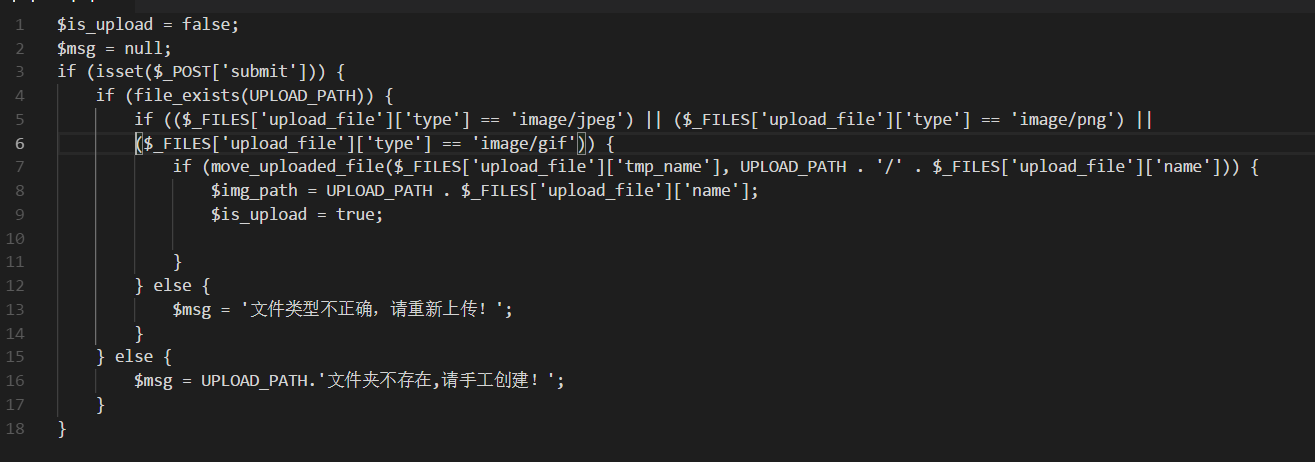 1 $is_upload = false;
2 $msg = null;
3 if (isset($_POST['submit'])) {
4     if (file_exists(UPLOAD_PATH)) {
5         if (($_FILES['upload_file']['type'] == 'image/jpeg') || ($_FILES['upload_file']['type'] == 'image/png') ||
6         ($_FILES['upload_file']['type'] == 'image/gif')) {
7             if (move_uploaded_file($_FILES['upload_file']['tmp_name'], UPLOAD_PATH . '/' . $_FILES['upload_file']['name'])) {
8                 $img_path = UPLOAD_PATH . $_FILES['upload_file']['name'];
9                 $is_upload = true;
10
11             }
12         } else {
13             $msg = '文件类型不正确，请重新上传！';
14         }
15     } else {
16         $msg = UPLOAD_PATH.'文件夹不存在,请手工创建！';
17     }
18 }